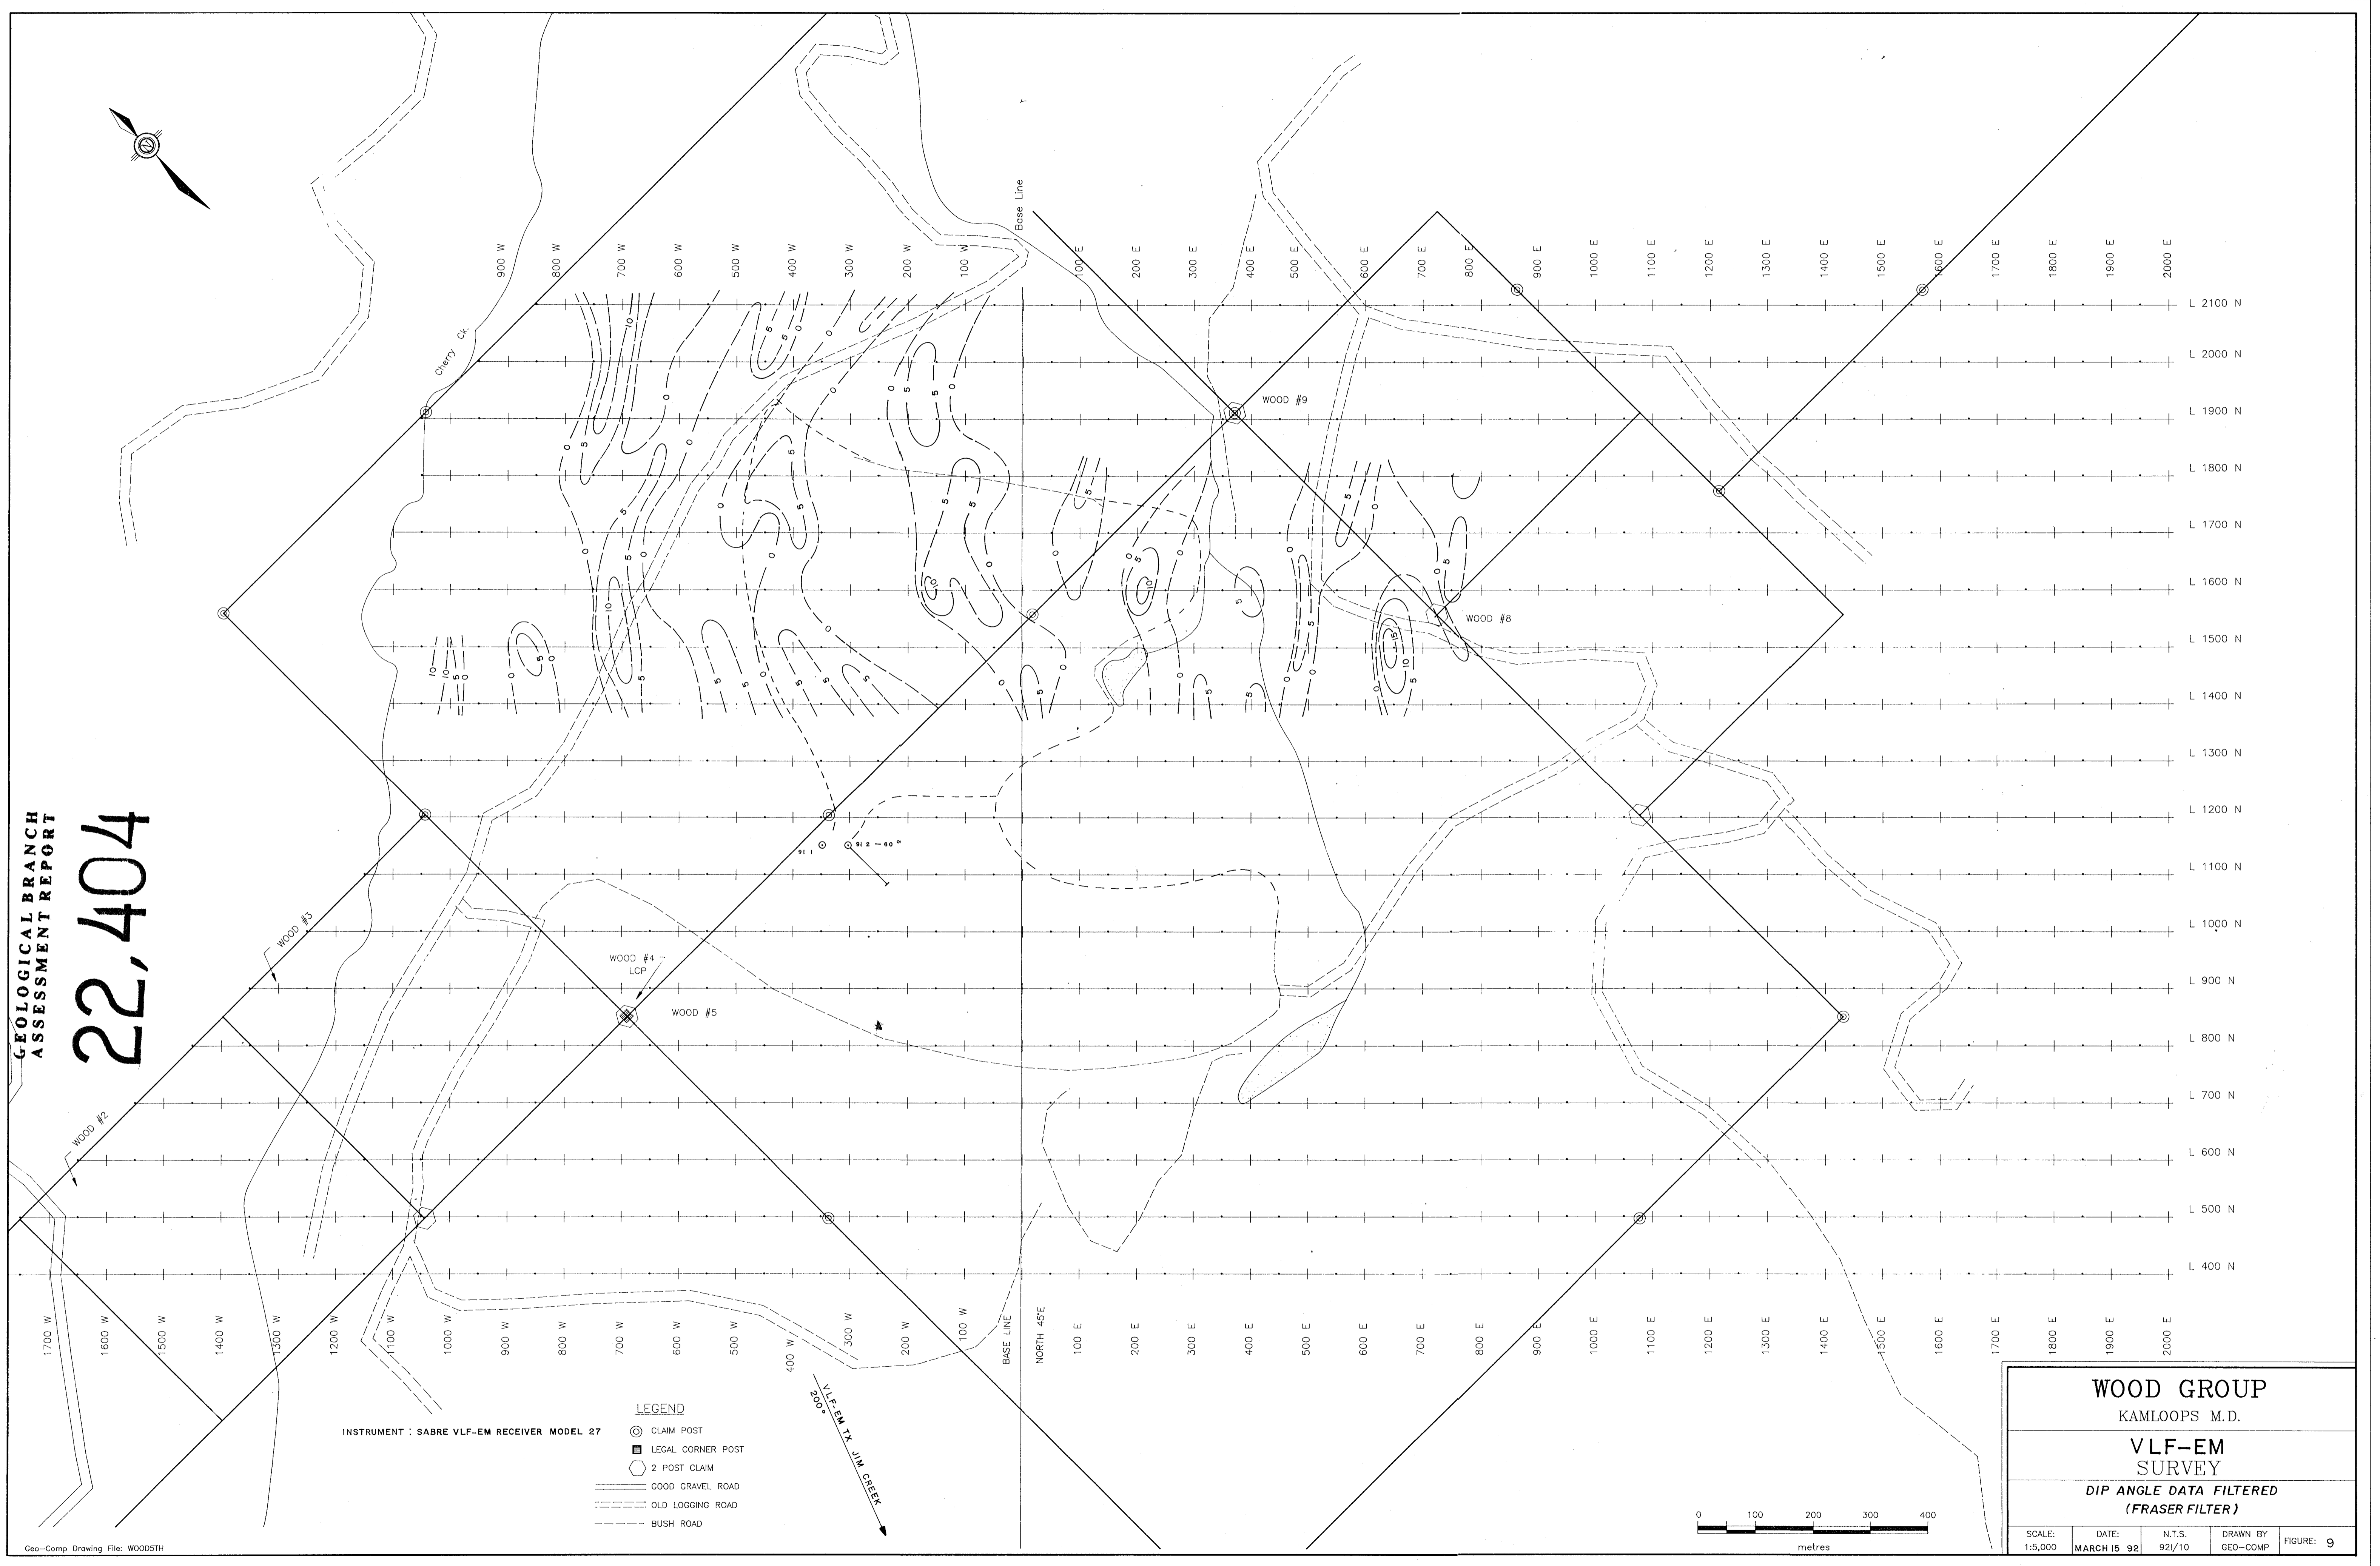 Base Line
900 W
800 W
700 W
600 W
500 W
400 W
300 W
200 W
100 W
100 E
200 E
300 E
400 E
500 E
600 E
700 E
800 E
900 E
1000 E
1100 E
1200 E
1300 E
1400 E
1500 E
1600 E
1700 E
1800 E
1900 E
2000 E
L 2100 N
L 2000 N
L 1900 N
L 1800 N
L 1700 N
L 1600 N
L 1500 N
L 1400 N
L 1300 N
L 1200 N
L 1100 N
L 1000 N
L 900 N
L 800 N
L 700 N
L 600 N
L 500 N
L 400 N
Cherry Ck.
WOOD #9
WOOD #8
91 1
91 2 -60°
WOOD #3
WOOD #4
LCP
WOOD #5
WOOD #2
GEOLOGICAL BRANCH
ASSESSMENT REPORT
22,404
1700 W
1600 W
1500 W
1400 W
1300 W
1200 W
1100 W
1000 W
900 W
800 W
700 W
600 W
500 W
400 W
300 W
200 W
100 W
BASE LINE
NORTH 45°E
100 E
200 E
300 E
400 E
500 E
600 E
700 E
800 E
900 E
1000 E
1100 E
1200 E
1300 E
1400 E
1500 E
1600 E
1700 E
1800 E
1900 E
2000 E
VLF-EM TX JIM CREEK
200°
INSTRUMENT : SABRE VLF-EM RECEIVER MODEL 27
LEGEND
CLAIM POST
LEGAL CORNER POST
2 POST CLAIM
GOOD GRAVEL ROAD
OLD LOGGING ROAD
BUSH ROAD
0 100 200 300 400
metres
WOOD GROUP
KAMLOOPS M.D.
VLF-EM
SURVEY
DIP ANGLE DATA FILTERED
(FRASER FILTER)
SCALE:
1:5,000
DATE:
MARCH 15 92
N.T.S.
92I/10
DRAWN BY
GEO-COMP
FIGURE: 9
Geo-Comp Drawing File: WOOD5TH